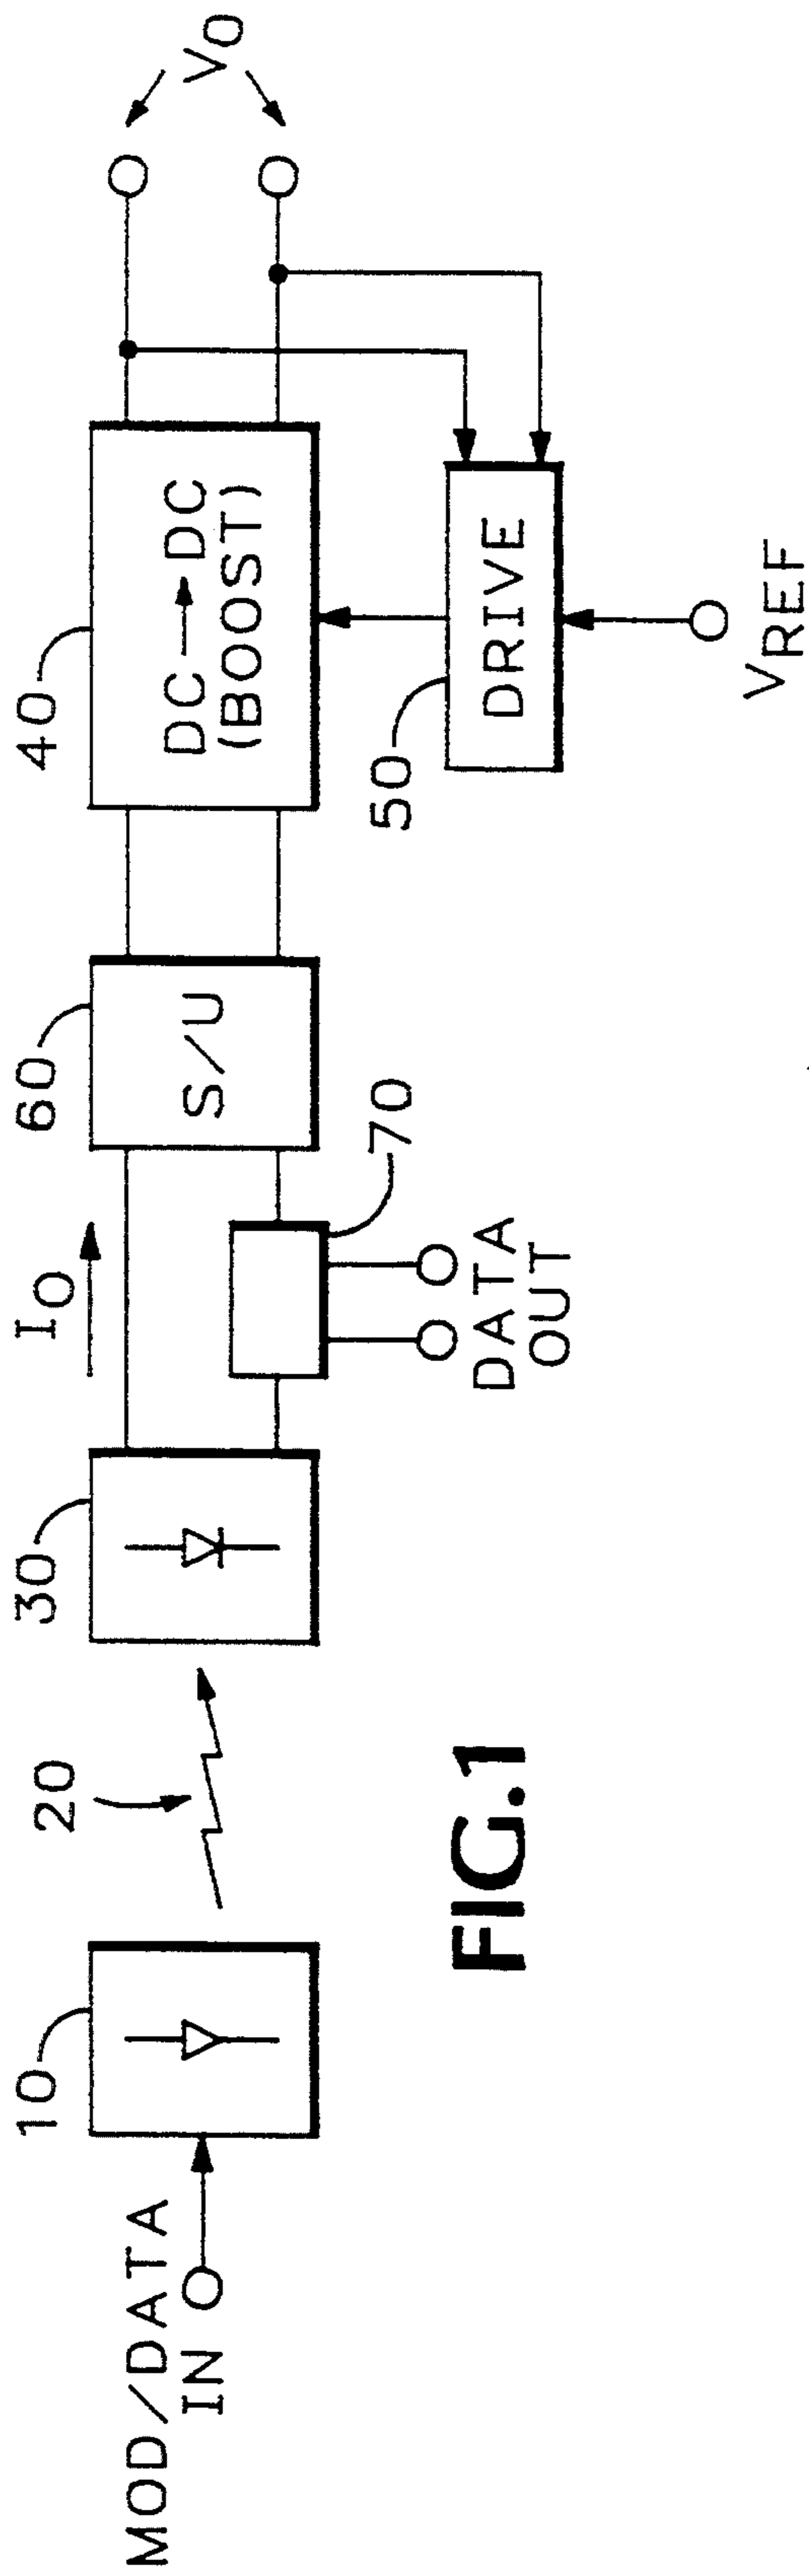 MOD/DATA
IN
10
20
30
I₀
70
DATA
OUT
60
S/U
40
DC→DC
(BOOST)
50
DRIVE
V_REF
V₀
FIG.1